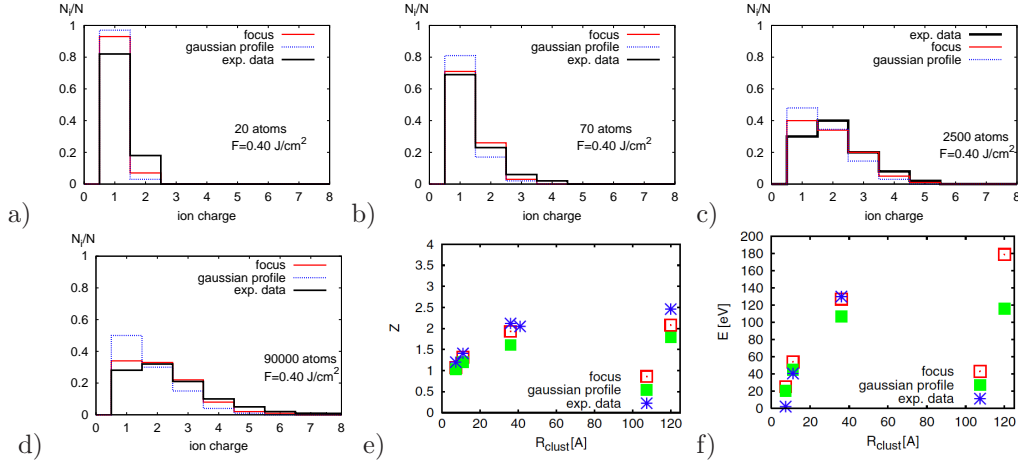 N_i/N
focus
gaussian profile
exp. data
20 atoms
F=0.40 J/cm²
1
0.8
0.6
0.4
0.2
0
0 1 2 3 4 5 6 7 8
ion charge
a)
N_i/N
focus
gaussian profile
exp. data
70 atoms
F=0.40 J/cm²
1
0.8
0.6
0.4
0.2
0
0 1 2 3 4 5 6 7 8
ion charge
b)
N_i/N
exp. data
focus
gaussian profile
2500 atoms
F=0.40 J/cm²
1
0.8
0.6
0.4
0.2
0
0 1 2 3 4 5 6 7 8
ion charge
c)
N_i/N
focus
gaussian profile
exp. data
90000 atoms
F=0.40 J/cm²
1
0.8
0.6
0.4
0.2
0
0 1 2 3 4 5 6 7 8
ion charge
d)
4
3.5
3
2.5
2
1.5
1
0.5
0
Z
focus
gaussian profile
exp. data
0 20 40 60 80 100 120
R_clust[A]
e)
200
180
160
140
120
100
80
60
40
20
0
E [eV]
focus
gaussian profile
exp. data
0 20 40 60 80 100 120
R_clust[A]
f)